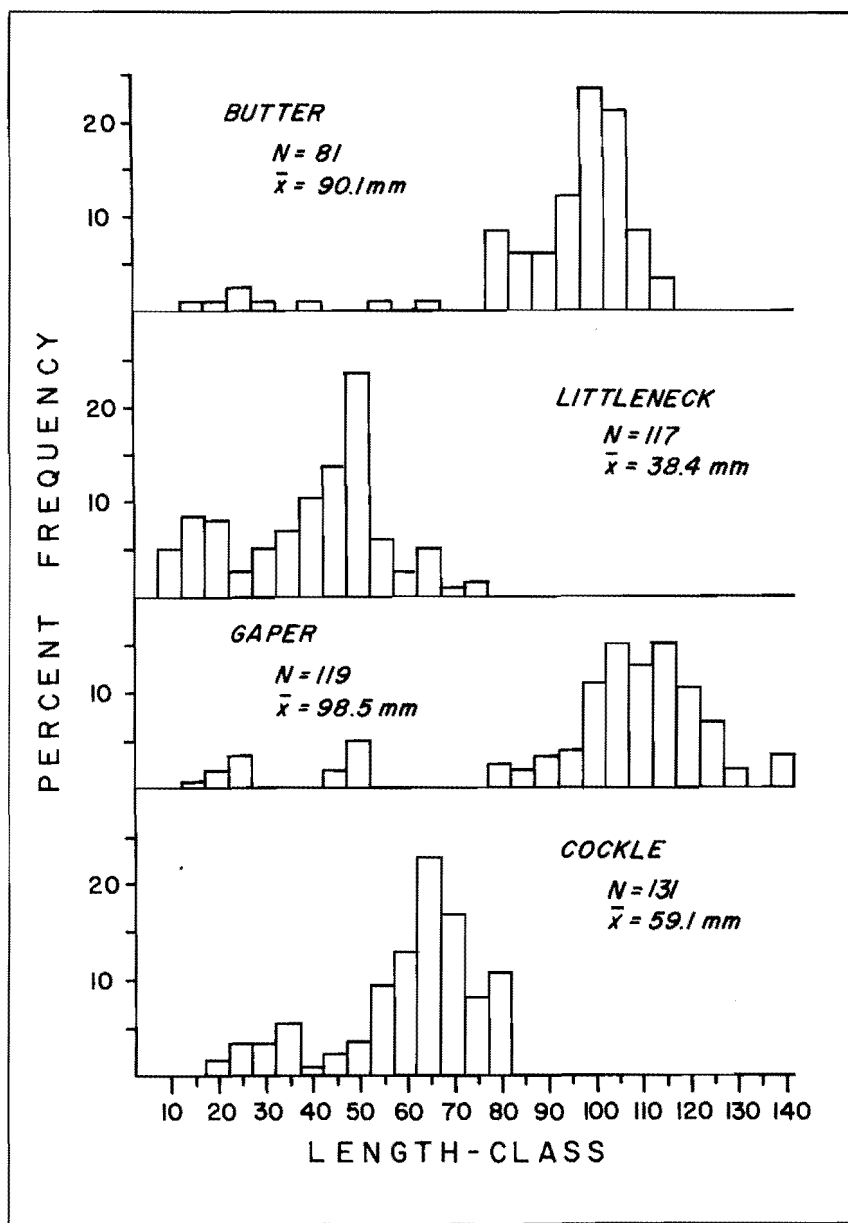 PERCENT FREQUENCY
BUTTER
N = 81
x̄ = 90.1 mm
20
10
LITTLENECK
N = 117
x̄ = 38.4 mm
20
10
GAPER
N = 119
x̄ = 98.5 mm
10
COCKLE
N = 131
x̄ = 59.1 mm
20
10
10 20 30 40 50 60 70 80 90 100 110 120 130 140
LENGTH-CLASS